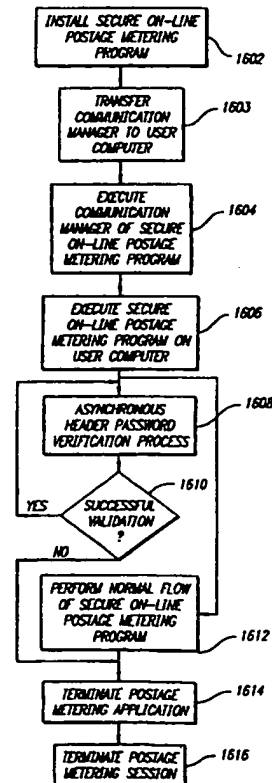 INSTALL SECURE ON-LINE
POSTAGE METERING
PROGRAM
1602
TRANSFER
COMMUNICATION
MANAGER TO USER
COMPUTER
1603
EXECUTE
COMMUNICATION
MANAGER OF SECURE
ON-LINE POSTAGE
METERING PROGRAM
1604
EXECUTE SECURE
ON-LINE POSTAGE
METERING PROGRAM ON
USER COMPUTER
1606
ASYNCHRONOUS
HEADER PASSWORD
VERIFICATION PROCESS
1608
SUCCESSFUL
VALIDATION
?
1610
YES
NO
PERFORM NORMAL FLOW
OF SECURE ON-LINE
POSTAGE METERING
PROGRAM
1612
TERMINATE POSTAGE
METERING APPLICATION
1614
TERMINATE POSTAGE
METERING SESSION
1616